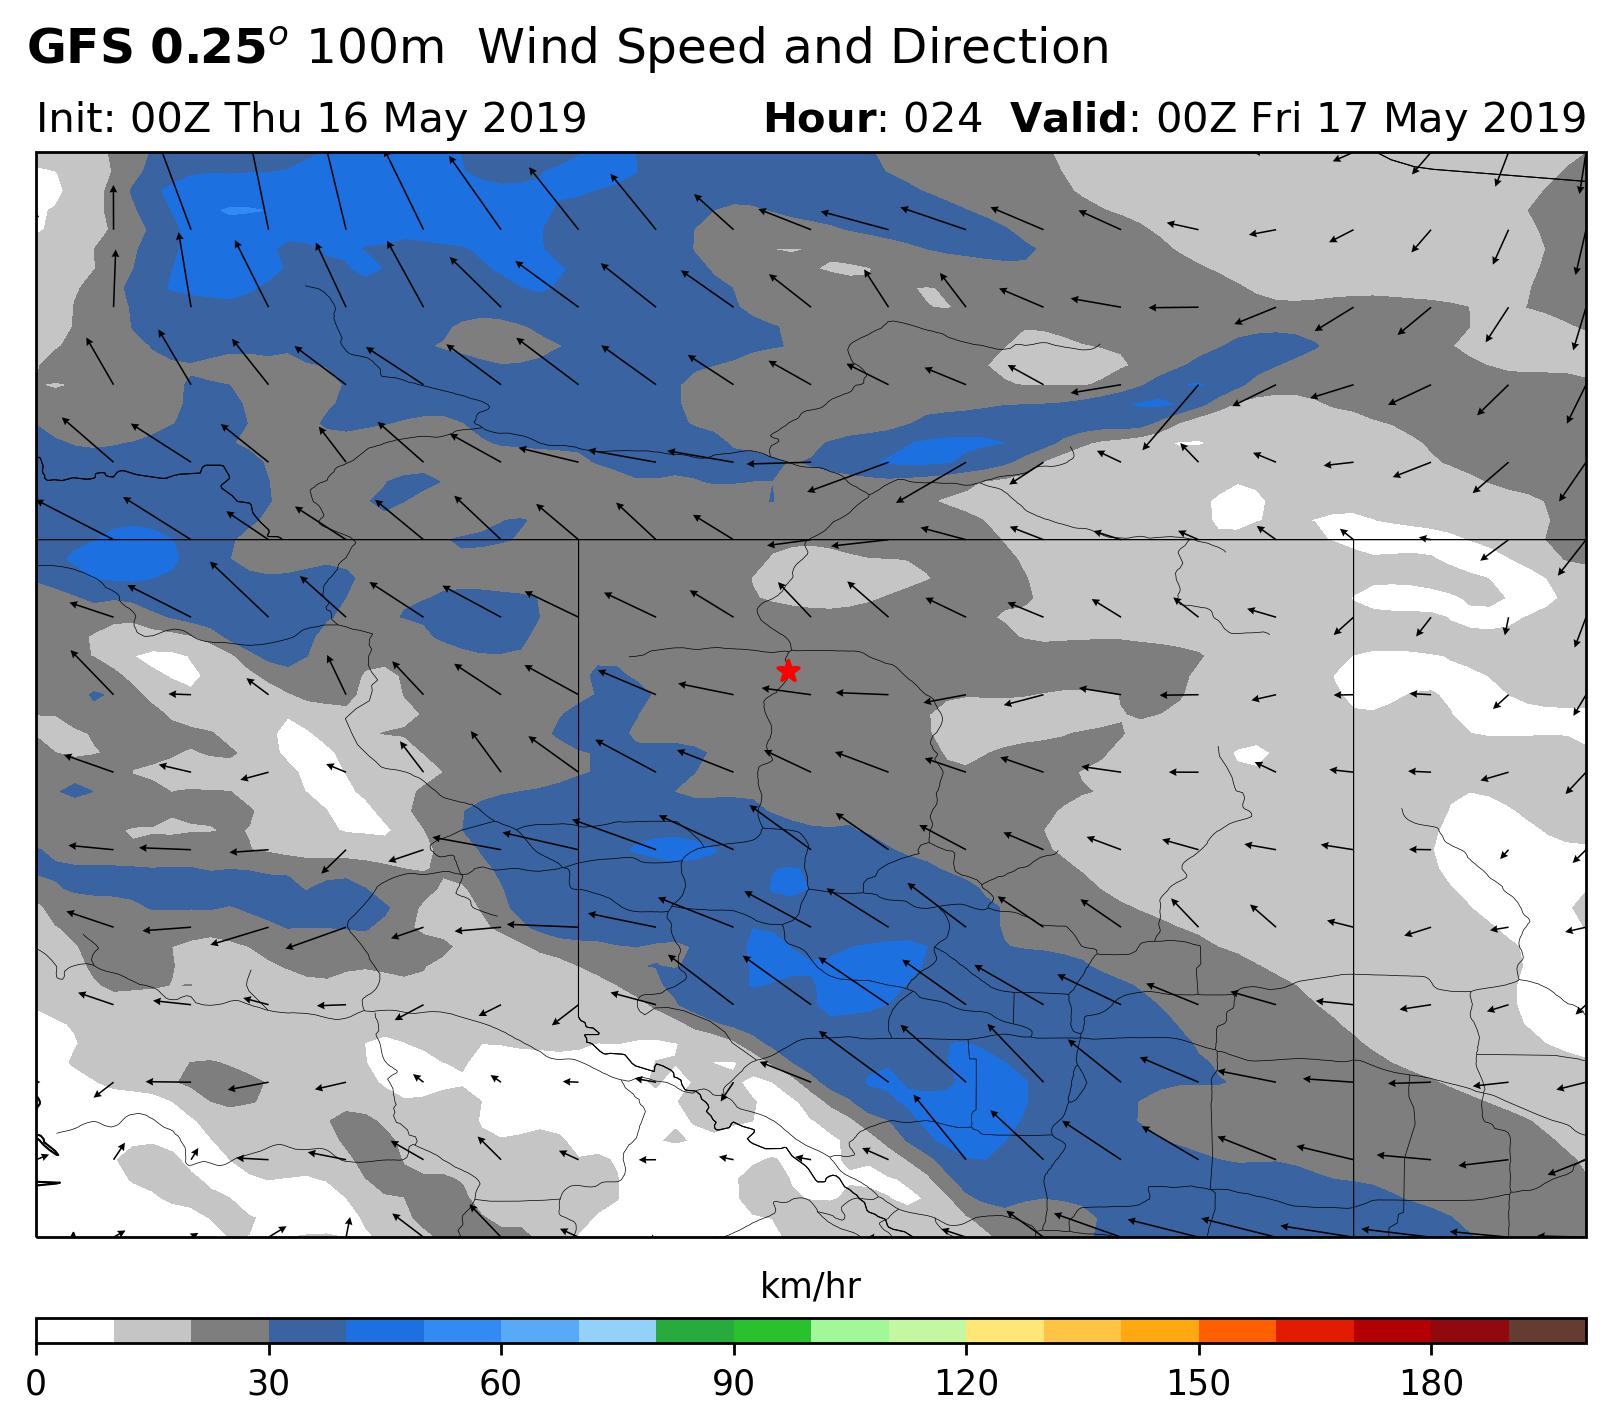 GFS 0.25° 100m Wind Speed and Direction
Init: 00Z Thu 16 May 2019 Hour: 024 Valid: 00Z Fri 17 May 2019
km/hr
0 30 60 90 120 150 180